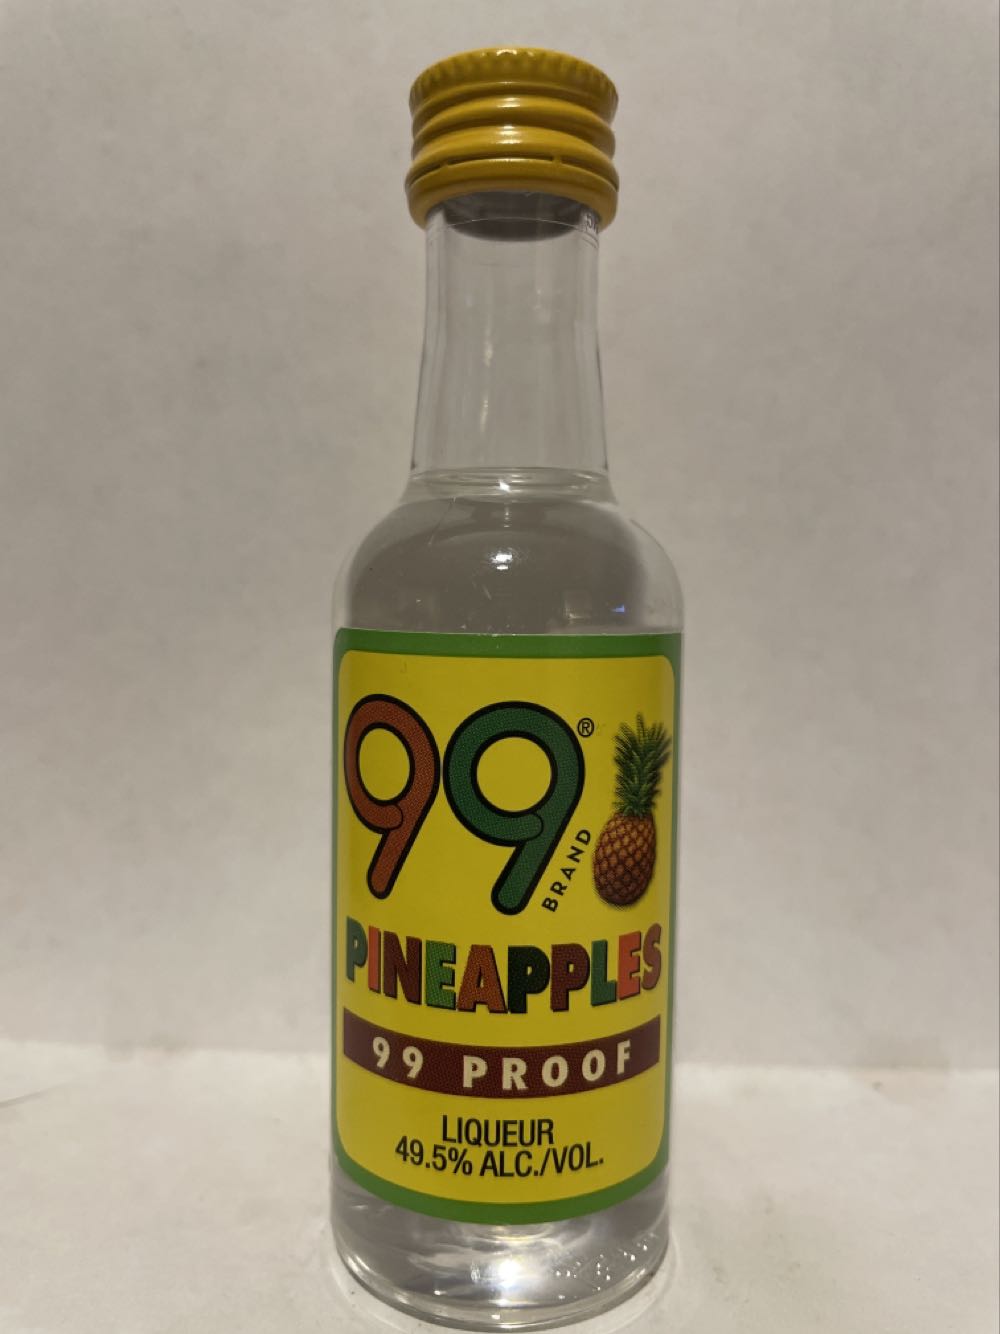 99®
BRAND
PINEAPPLES
99 PROOF
LIQUEUR
49.5% ALC./VOL.